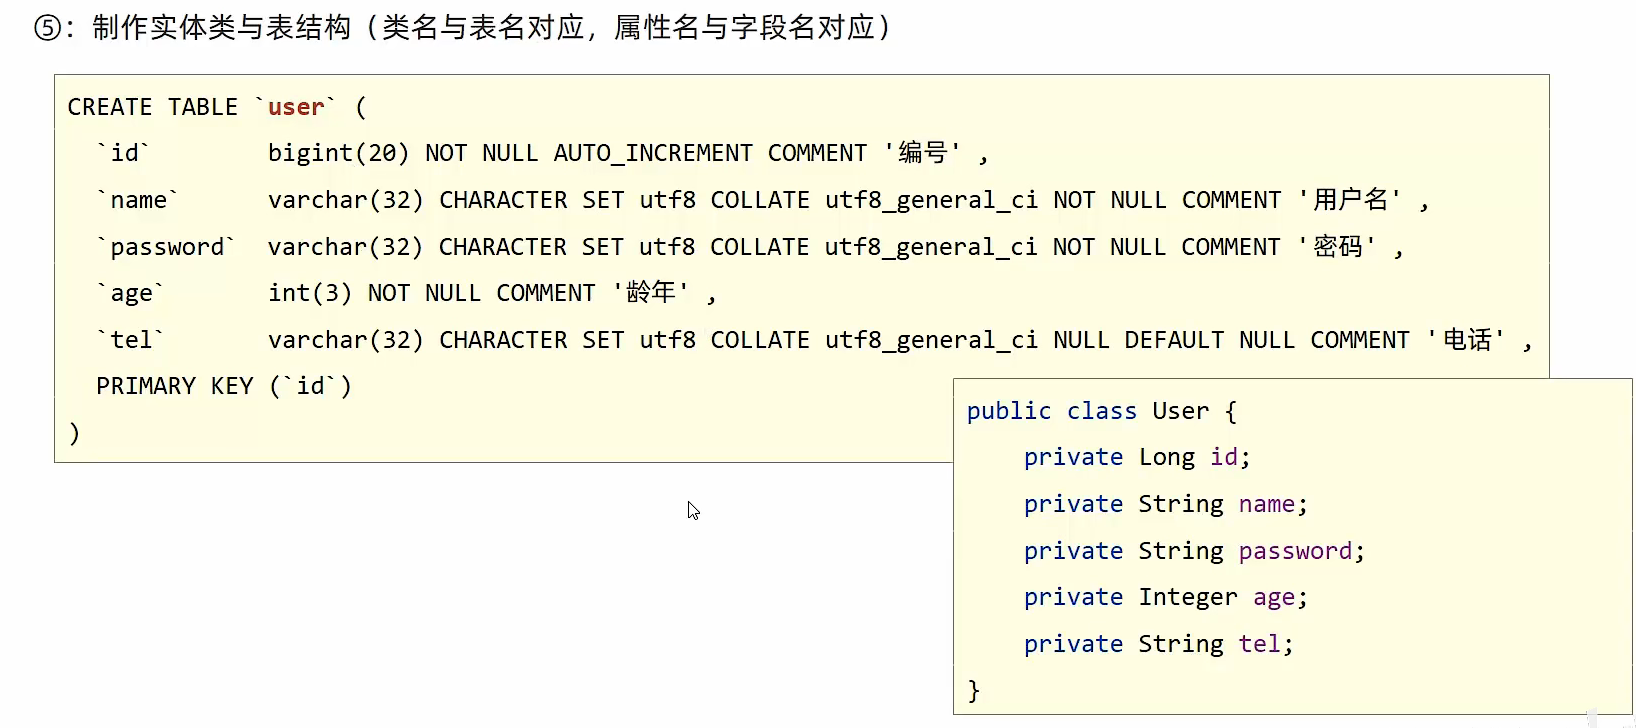 ⑤：制作实体类与表结构（类名与表名对应，属性名与字段名对应）
CREATE TABLE `user` (
`id` bigint(20) NOT NULL AUTO_INCREMENT COMMENT '编号' ,
`name` varchar(32) CHARACTER SET utf8 COLLATE utf8_general_ci NOT NULL COMMENT '用户名' ,
`password` varchar(32) CHARACTER SET utf8 COLLATE utf8_general_ci NOT NULL COMMENT '密码' ,
`age` int(3) NOT NULL COMMENT '龄年' ,
`tel` varchar(32) CHARACTER SET utf8 COLLATE utf8_general_ci NULL DEFAULT NULL COMMENT '电话' ,
PRIMARY KEY (`id`)
)
public class User {
private Long id;
private String name;
private String password;
private Integer age;
private String tel;
}